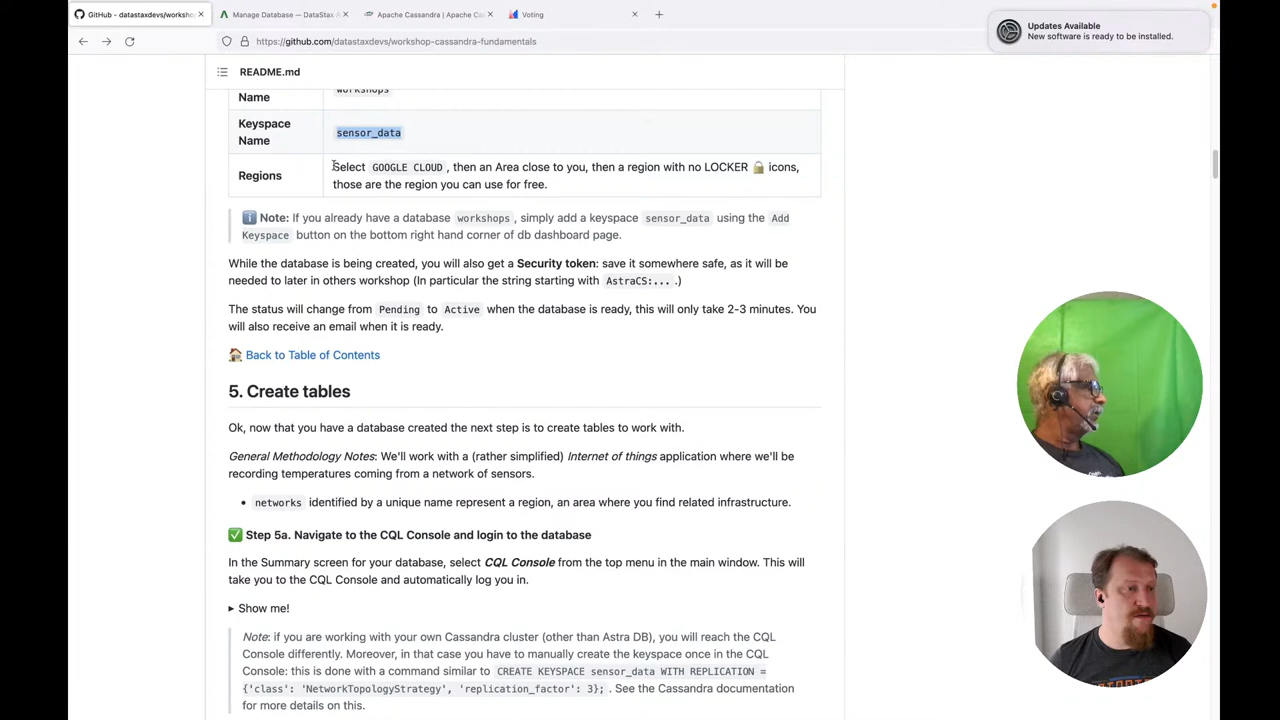 GitHub - datastaxdevs/worksho
Manage Database — DataStax A
Apache Cassandra | Apache Ca
Voting
https://github.com/datastaxdevs/workshop-cassandra-fundamentals
Updates Available
New software is ready to be installed.
README.md
Name
workshops
Keyspace
Name
sensor_data
Regions
Select GOOGLE CLOUD, then an Area close to you, then a region with no LOCKER 🔒 icons,
those are the region you can use for free.
ℹ️ Note: If you already have a database workshops, simply add a keyspace sensor_data using the Add
Keyspace button on the bottom right hand corner of db dashboard page.
While the database is being created, you will also get a Security token: save it somewhere safe, as it will be
needed to later in others workshop (In particular the string starting with AstraCS:... .)
The status will change from Pending to Active when the database is ready, this will only take 2-3 minutes. You
will also receive an email when it is ready.
🏠 Back to Table of Contents
5. Create tables
Ok, now that you have a database created the next step is to create tables to work with.
General Methodology Notes: We'll work with a (rather simplified) Internet of things application where we'll be
recording temperatures coming from a network of sensors.
• networks identified by a unique name represent a region, an area where you find related infrastructure.
✅ Step 5a. Navigate to the CQL Console and login to the database
In the Summary screen for your database, select CQL Console from the top menu in the main window. This will
take you to the CQL Console and automatically log you in.
▸ Show me!
Note: if you are working with your own Cassandra cluster (other than Astra DB), you will reach the CQL
Console differently. Moreover, in that case you have to manually create the keyspace once in the CQL
Console: this is done with a command similar to CREATE KEYSPACE sensor_data WITH REPLICATION =
{'class': 'NetworkTopologyStrategy', 'replication_factor': 3}; . See the Cassandra documentation
for more details on this.